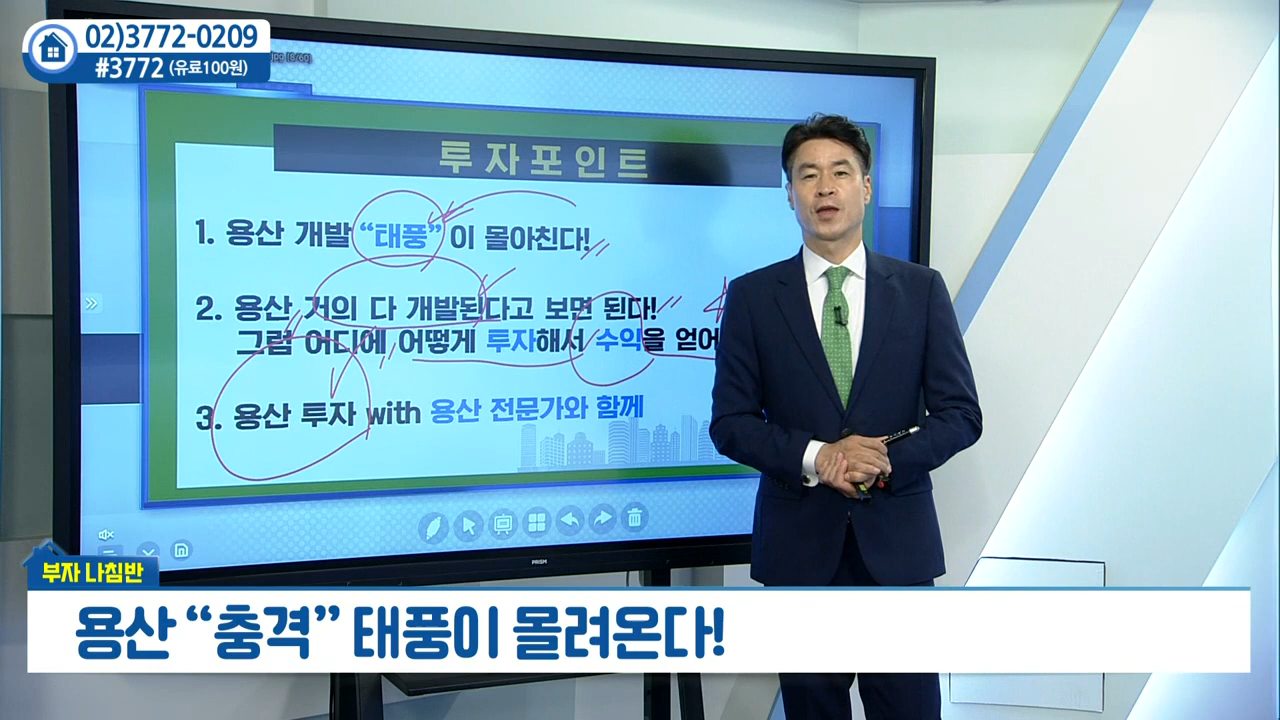 02)3772-0209
#3772 (유료100원)
투자포인트
1. 용산 개발 “태풍”이 몰아친다!
2. 용산 거의 다 개발된다고 보면 된다!
그럼 어디에 어떻게 투자해서 수익을 얻어
3. 용산 투자 with 용산 전문가와 함께
PRISM
부자 나침반
용산 “충격” 태풍이 몰려온다!